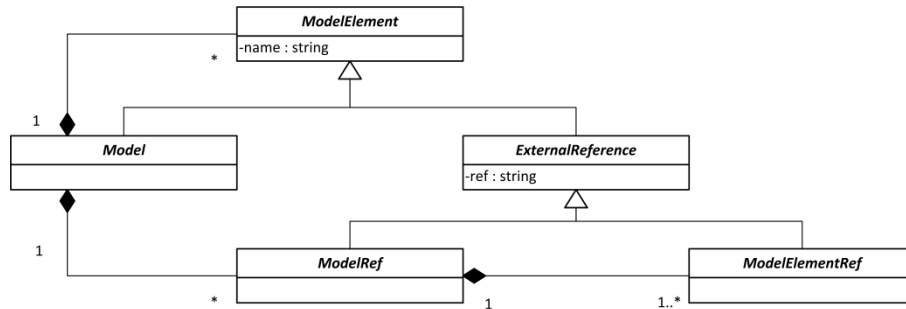 ModelElement
-name : string
*
1
Model
ExternalReference
-ref : string
1
ModelRef
ModelElementRef
*
1
1..*